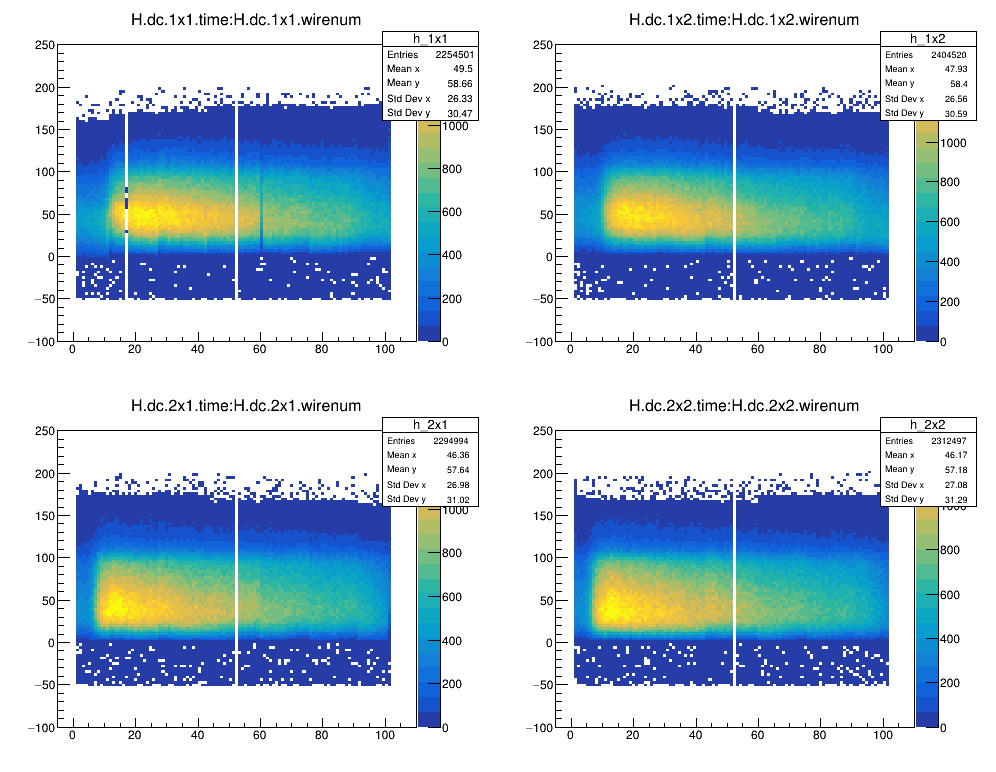 H.dc.1x1.time:H.dc.1x1.wirenum
h_1x1
Entries 2254501
Mean x 49.5
Mean y 58.66
Std Dev x 26.33
Std Dev y 30.47
250
200
150
100
50
0
−50
−100
0 20 40 60 80 100
1000
800
600
400
200
0
H.dc.1x2.time:H.dc.1x2.wirenum
h_1x2
Entries 2404520
Mean x 47.93
Mean y 58.4
Std Dev x 26.56
Std Dev y 30.59
250
200
150
100
50
0
−50
−100
0 20 40 60 80 100
1000
800
600
400
200
0
H.dc.2x1.time:H.dc.2x1.wirenum
h_2x1
Entries 2294994
Mean x 46.36
Mean y 57.64
Std Dev x 26.98
Std Dev y 31.02
250
200
150
100
50
0
−50
−100
0 20 40 60 80 100
1000
800
600
400
200
0
H.dc.2x2.time:H.dc.2x2.wirenum
h_2x2
Entries 2312497
Mean x 46.17
Mean y 57.18
Std Dev x 27.08
Std Dev y 31.29
250
200
150
100
50
0
−50
−100
0 20 40 60 80 100
1000
800
600
400
200
0